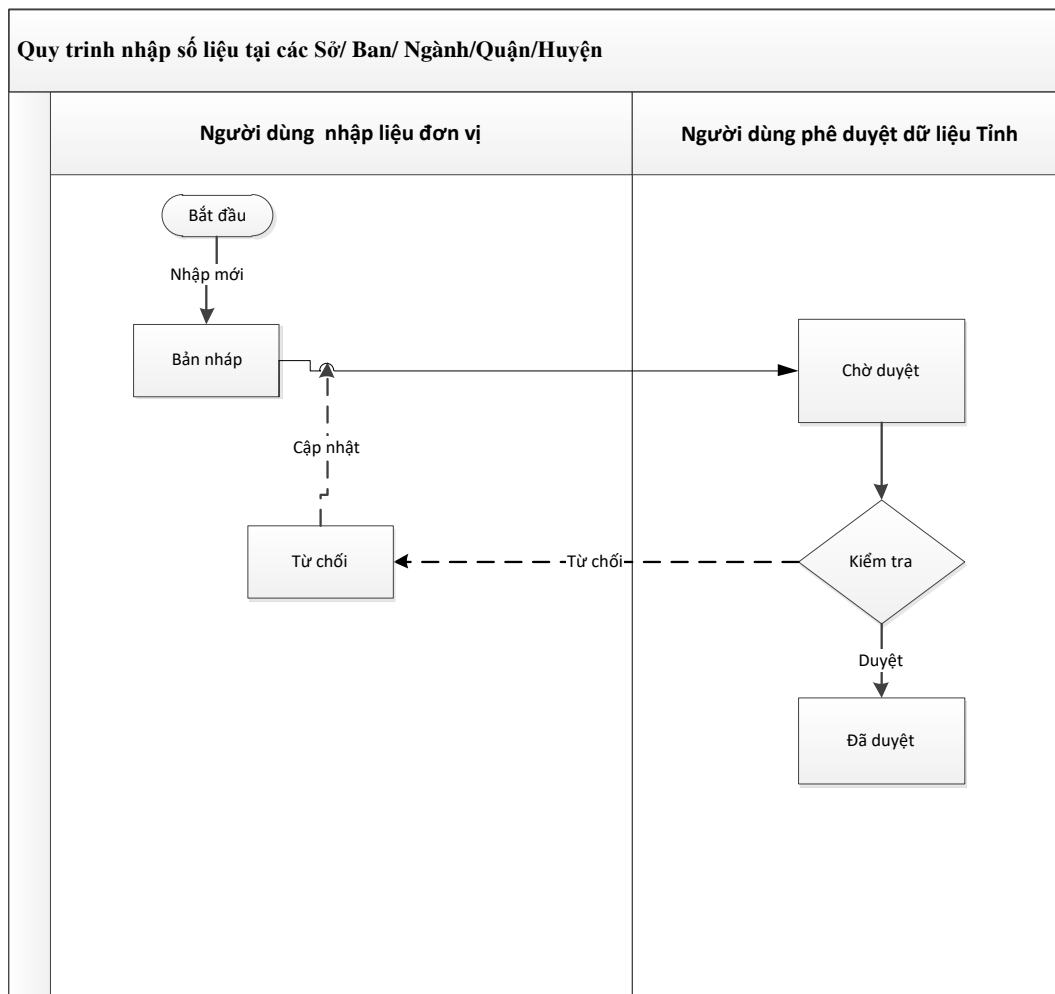 Quy trinh nhập số liệu tại các Sở/ Ban/ Ngành/Quận/Huyện
Người dùng nhập liệu đơn vị
Người dùng phê duyệt dữ liệu Tỉnh
Bắt đầu
Nhập mới
Bản nháp
Chờ duyệt
Cập nhật
Từ chối
Từ chối
Kiểm tra
Duyệt
Đã duyệt